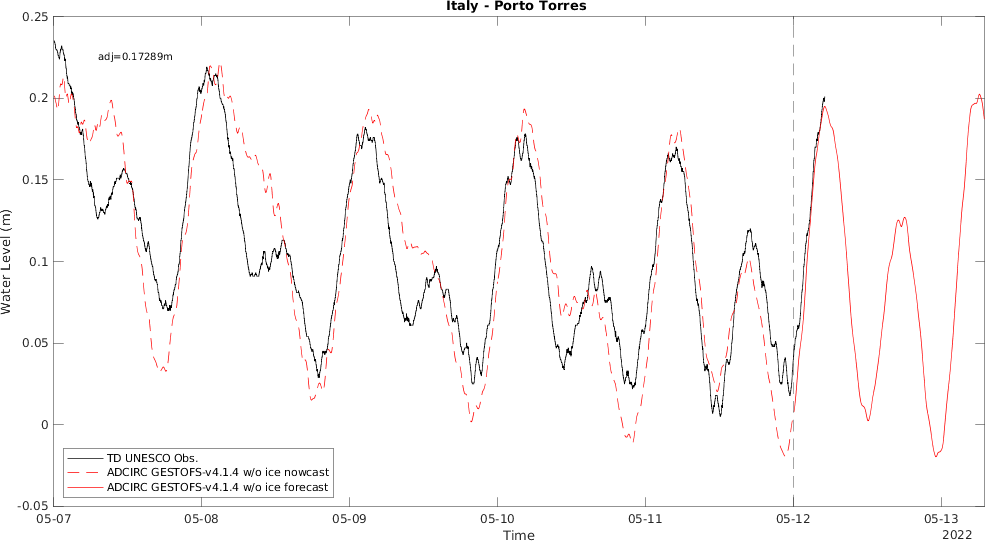 Italy - Porto Torres
0.25
adj=0.17289m
0.2
0.15
0.1
0.05
0
-0.05
Water Level (m)
TD UNESCO Obs.
ADCIRC GESTOFS-v4.1.4 w/o ice nowcast
ADCIRC GESTOFS-v4.1.4 w/o ice forecast
05-07 05-08 05-09 05-10 05-11 05-12 05-13
Time
2022